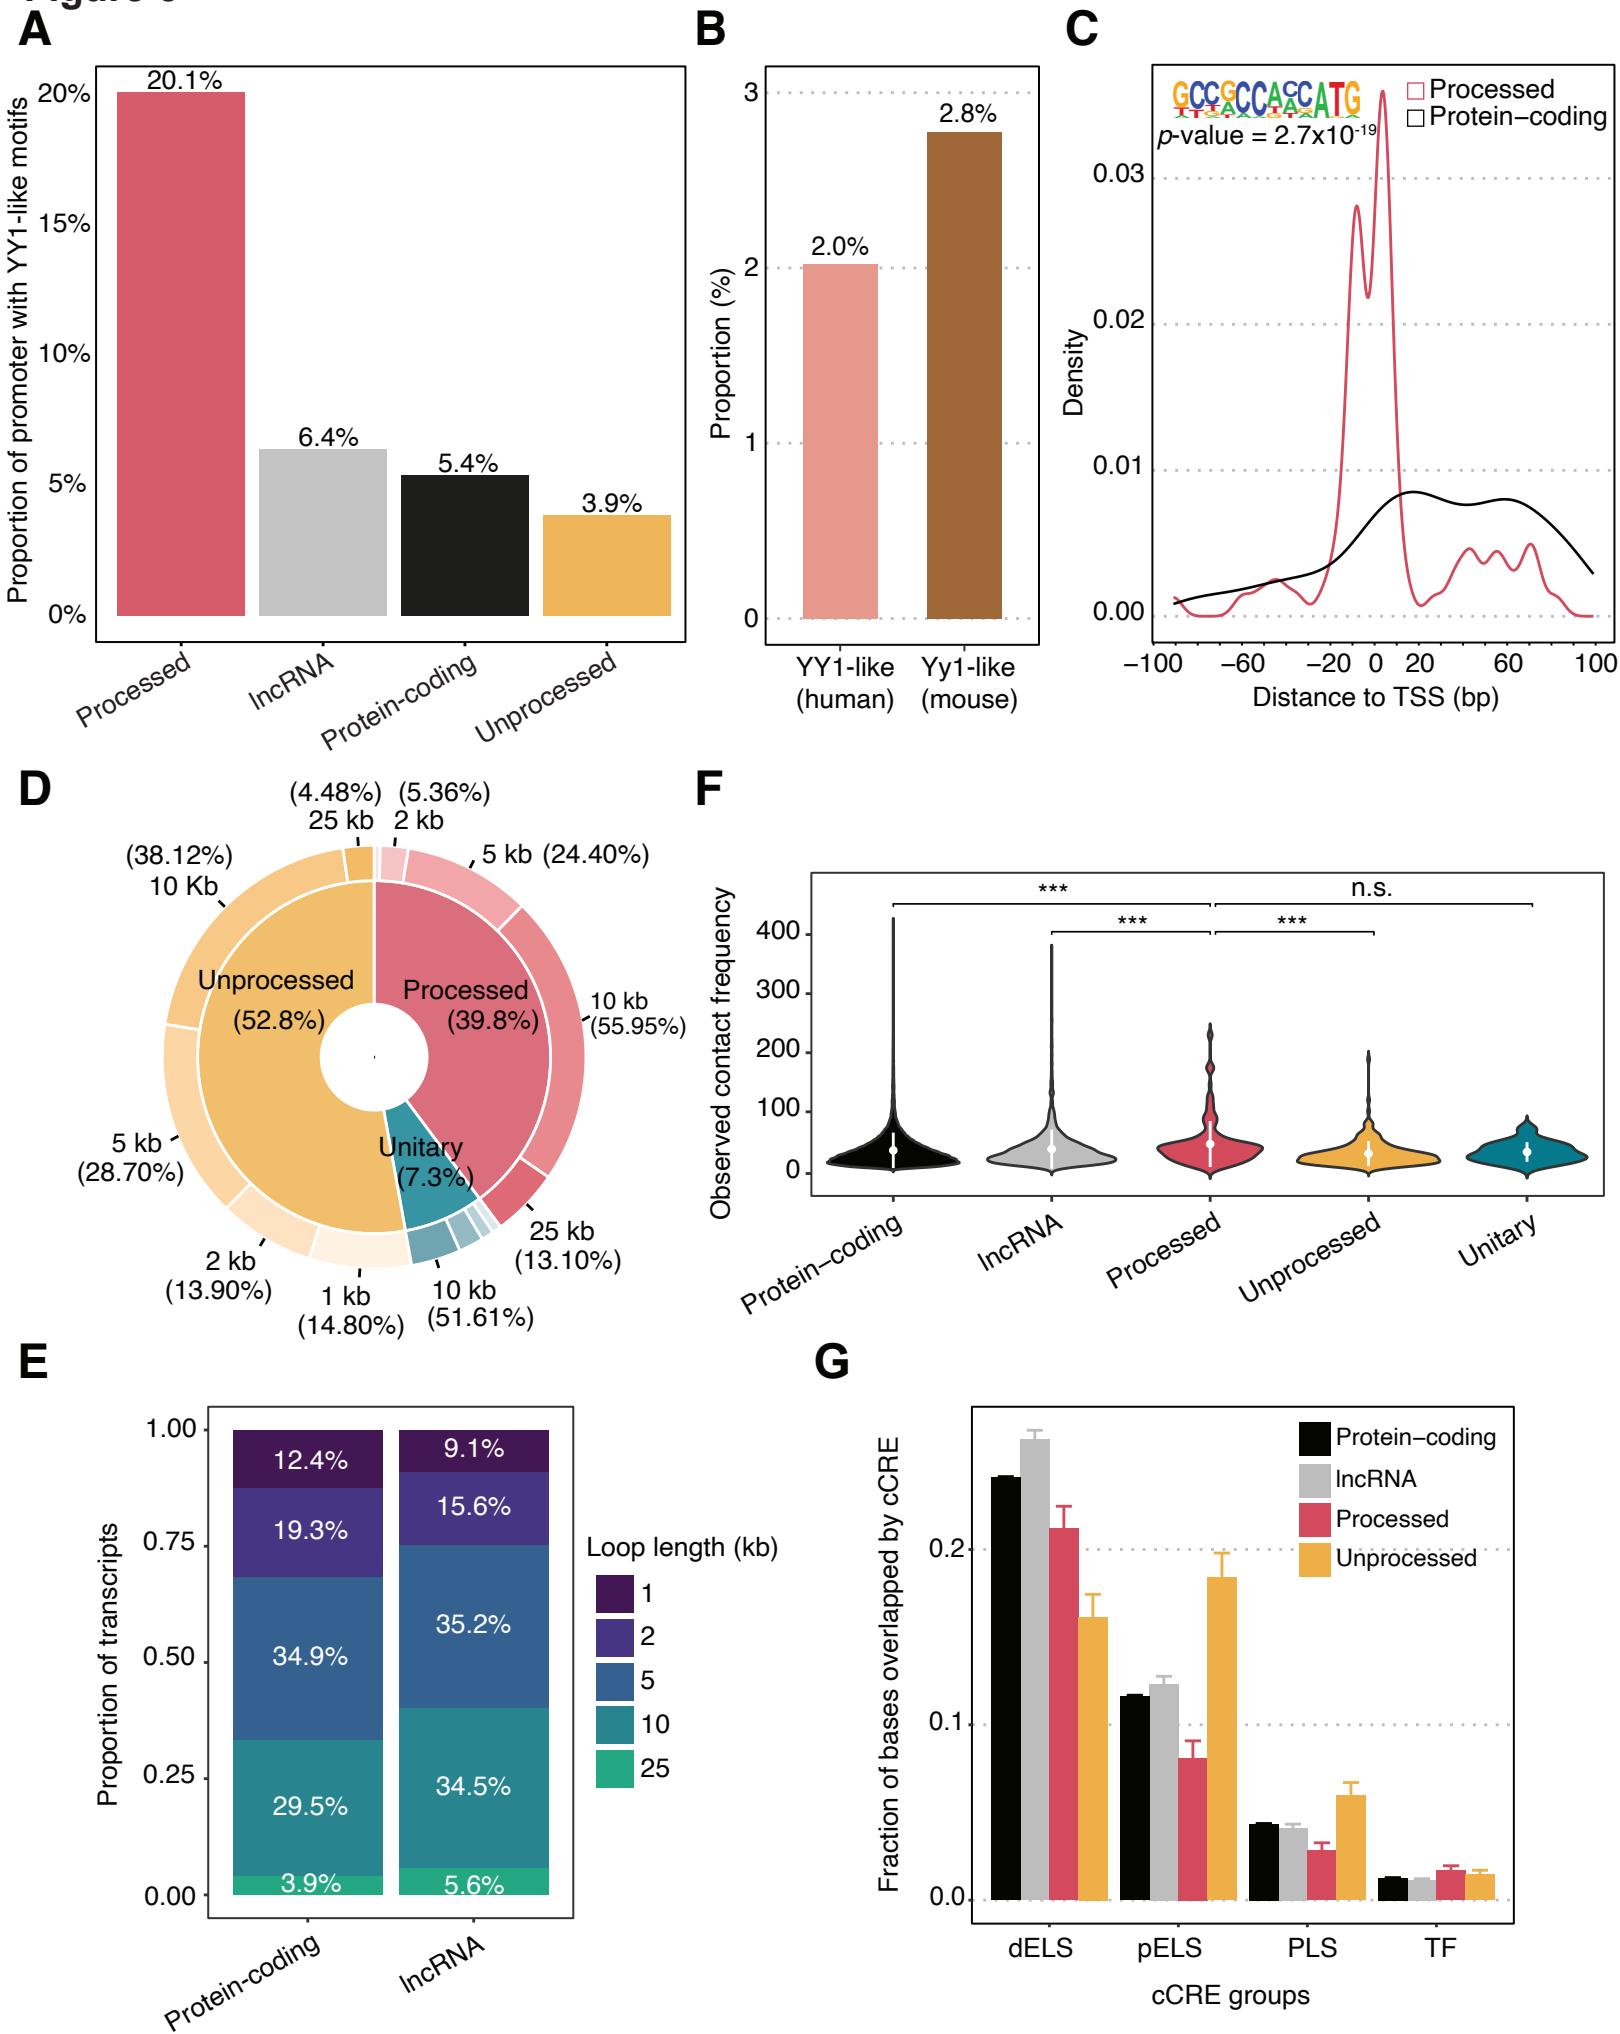 A
Proportion of promoter with YY1-like motifs
20%
15%
10%
5%
0%
20.1%
6.4%
5.4%
3.9%
Processed
lncRNA
Protein-coding
Unprocessed
B
Proportion (%)
3
2
1
0
2.0%
2.8%
YY1-like
(human)
Yy1-like
(mouse)
C
GCCGCCACCATG
p-value = 2.7x10-19
Processed
Protein−coding
Density
0.03
0.02
0.01
0.00
−100
−60
−20
0
20
60
100
Distance to TSS (bp)
D
(4.48%)
25 kb
(5.36%)
2 kb
5 kb (24.40%)
(38.12%)
10 Kb
Unprocessed
(52.8%)
Processed
(39.8%)
10 kb
(55.95%)
Unitary
(7.3%)
5 kb
(28.70%)
25 kb
(13.10%)
2 kb
(13.90%)
1 kb
(14.80%)
10 kb
(51.61%)
F
Observed contact frequency
400
300
200
100
0
***
n.s.
***
***
Protein−coding
lncRNA
Processed
Unprocessed
Unitary
E
Proportion of transcripts
1.00
0.75
0.50
0.25
0.00
12.4%
19.3%
34.9%
29.5%
3.9%
9.1%
15.6%
35.2%
34.5%
5.6%
Protein-coding
lncRNA
Loop length (kb)
1
2
5
10
25
G
Fraction of bases overlapped by cCRE
0.2
0.1
0.0
Protein−coding
lncRNA
Processed
Unprocessed
dELS
pELS
PLS
TF
cCRE groups